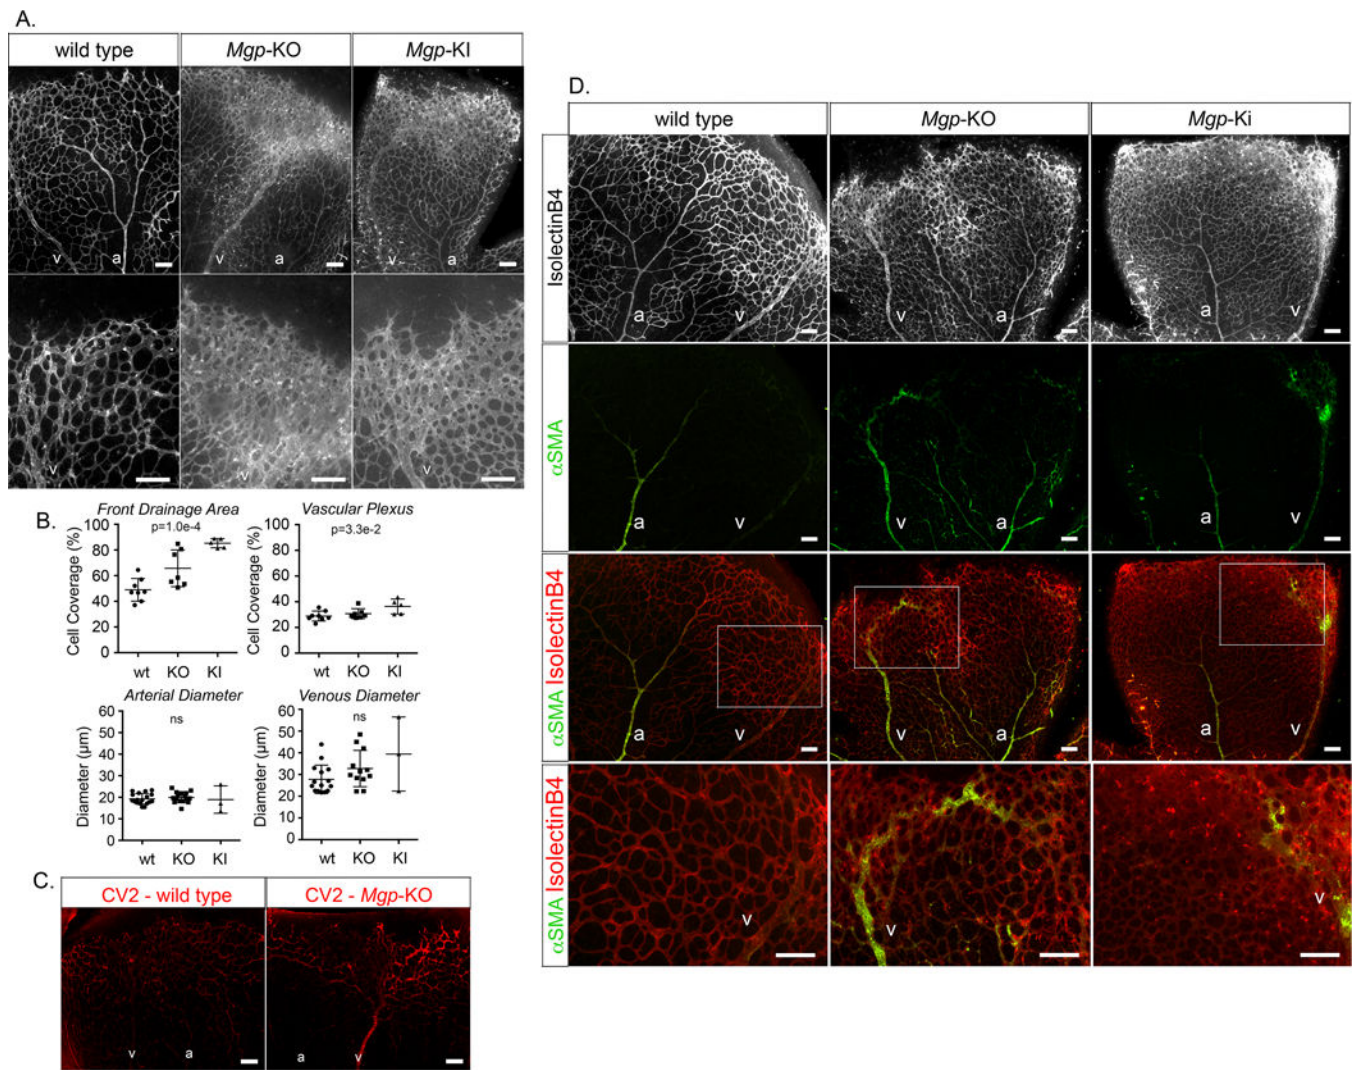 A.
wild type
Mgp-KO
Mgp-KI
v
a
v
a
v
a
v
v
v
B.
Front Drainage Area
p=1.0e-4
Cell Coverage (%)
100
80
60
40
20
0
wt
KO
KI
Vascular Plexus
p=3.3e-2
Cell Coverage (%)
100
80
60
40
20
0
wt
KO
KI
Arterial Diameter
ns
Diameter (µm)
60
50
40
30
20
10
0
wt
KO
KI
Venous Diameter
ns
Diameter (µm)
60
50
40
30
20
10
0
wt
KO
KI
C.
CV2 - wild type
CV2 - Mgp-KO
v
a
a
v
D.
wild type
Mgp-KO
Mgp-Ki
IsolectinB4
a
v
v
a
a
v
αSMA
a
v
v
a
a
v
αSMA IsolectinB4
a
v
v
a
a
v
αSMA IsolectinB4
v
v
v